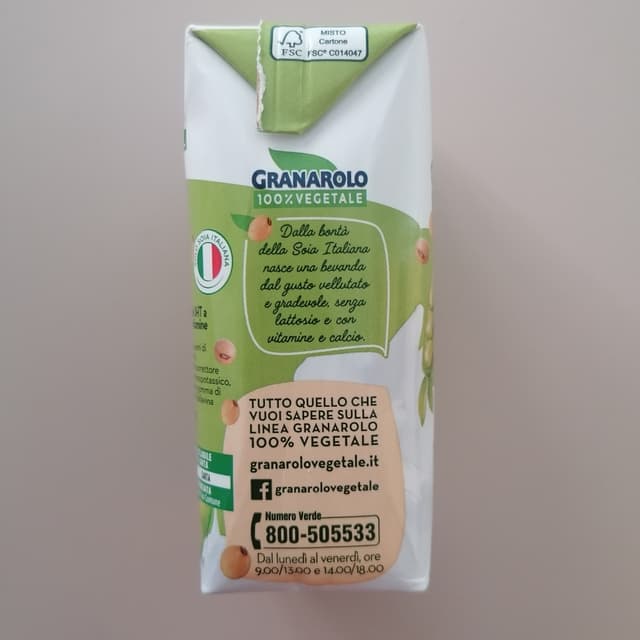 MISTO
Cartone
FSC
FSC® C014047
GRANAROLO
100% VEGETALE
SOIA ITALIANA
Dalla bontà
della Soia Italiana
nasce una bevanda
dal gusto vellutato
e gradevole, senza
lattosio e con
vitamine e calcio.
TUTTO QUELLO CHE
VUOI SAPERE SULLA
LINEA GRANAROLO
100% VEGETALE
granarolovegetale.it
granarolovegetale
Numero Verde
800-505533
Dal lunedì al venerdì, ore
9.00/13.00 e 14.00/18.00